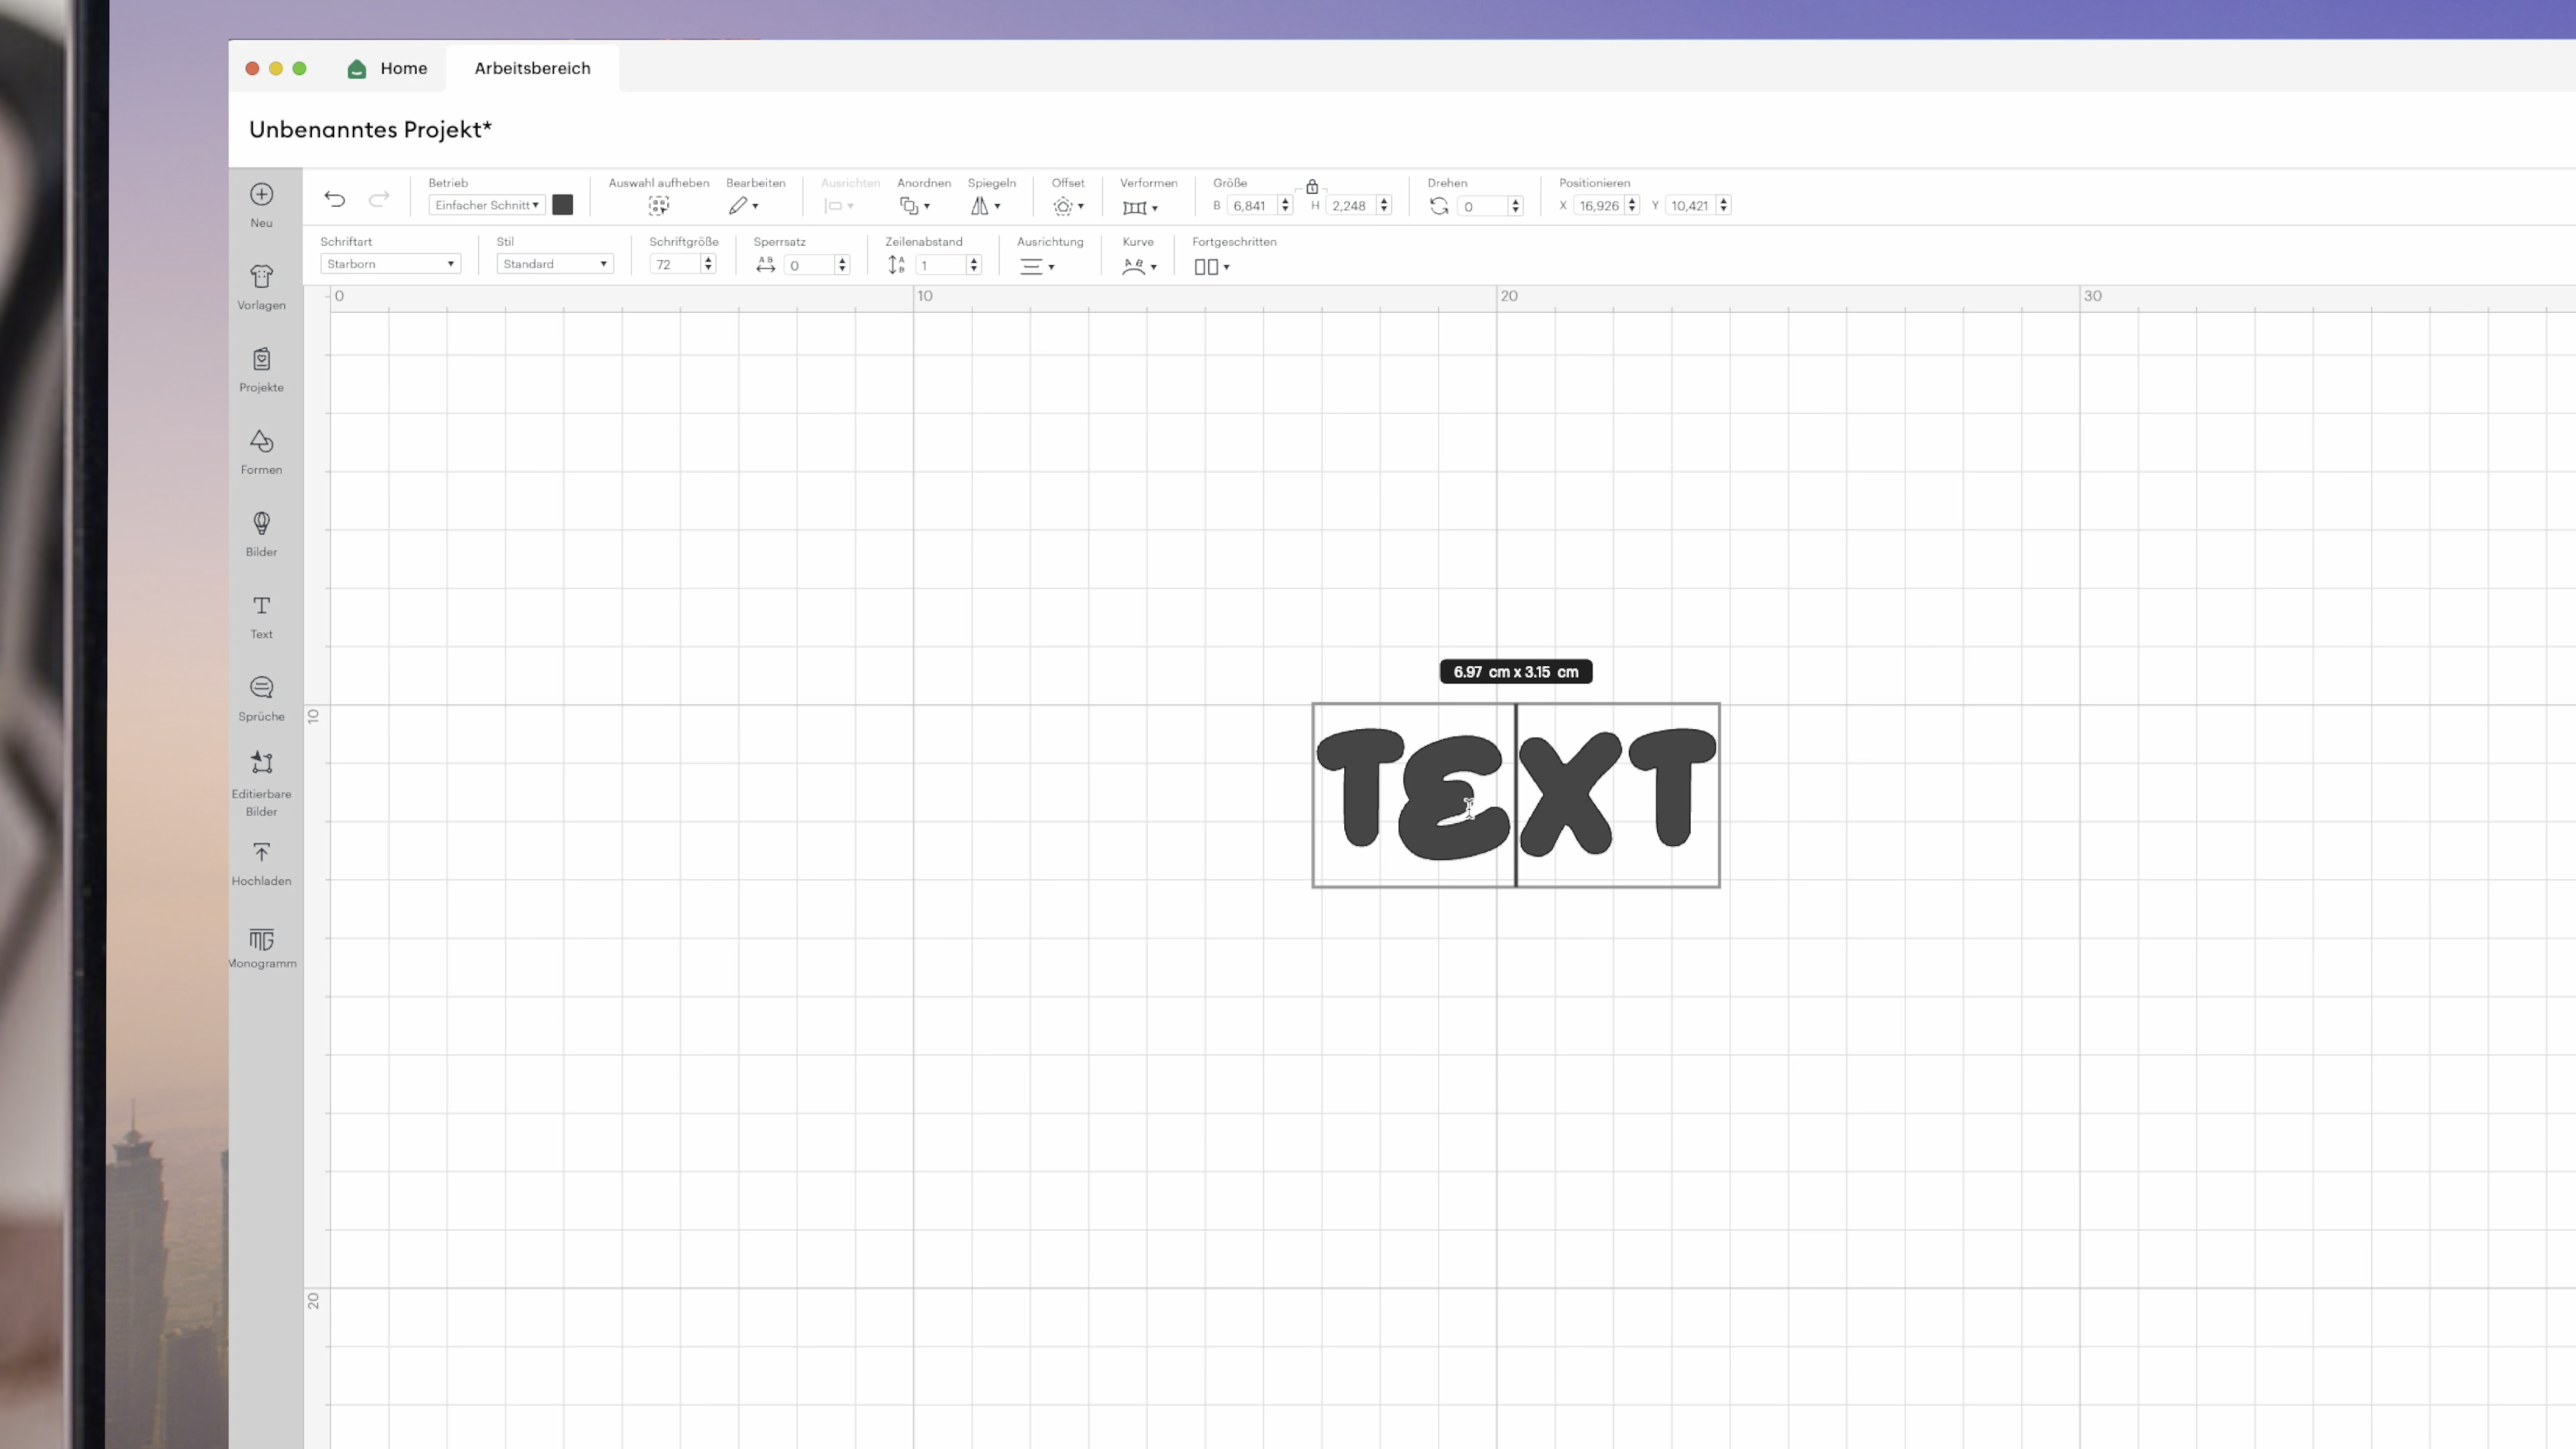 Home Arbeitsbereich
Unbenanntes Projekt*
Betrieb Auswahl aufheben Bearbeiten Ausrichten Anordnen Spiegeln Offset Verformen Größe Drehen Positionieren
Einfacher Schnitt B 6,841 H 2,248 0 X 16,926 Y 10,421
Schriftart Stil Schriftgröße Sperrsatz Zeilenabstand Ausrichtung Kurve Fortgeschritten
Starborn Standard 72 0 1
0 10 20 30
10
20
Neu
Vorlagen
Projekte
Formen
Bilder
Text
Sprüche
Editierbare
Bilder
Hochladen
Monogramm
6.97 cm x 3.15 cm
TEXT